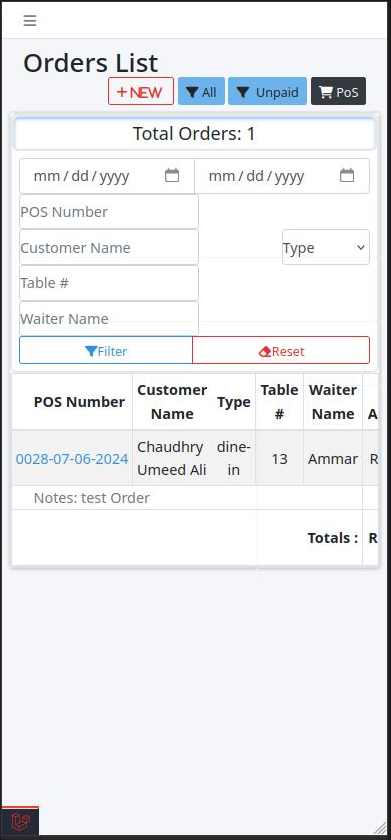 Orders List
NEW All Unpaid PoS
Total Orders: 1
mm/dd/yyyy mm/dd/yyyy
POS Number
Customer Name Type
Table #
Waiter Name
Filter Reset
POS Number Customer Name Type Table # Waiter Name A
0028-07-06-2024 Chaudhry Umeed Ali dine-in 13 Ammar R
Notes: test Order
Totals : R